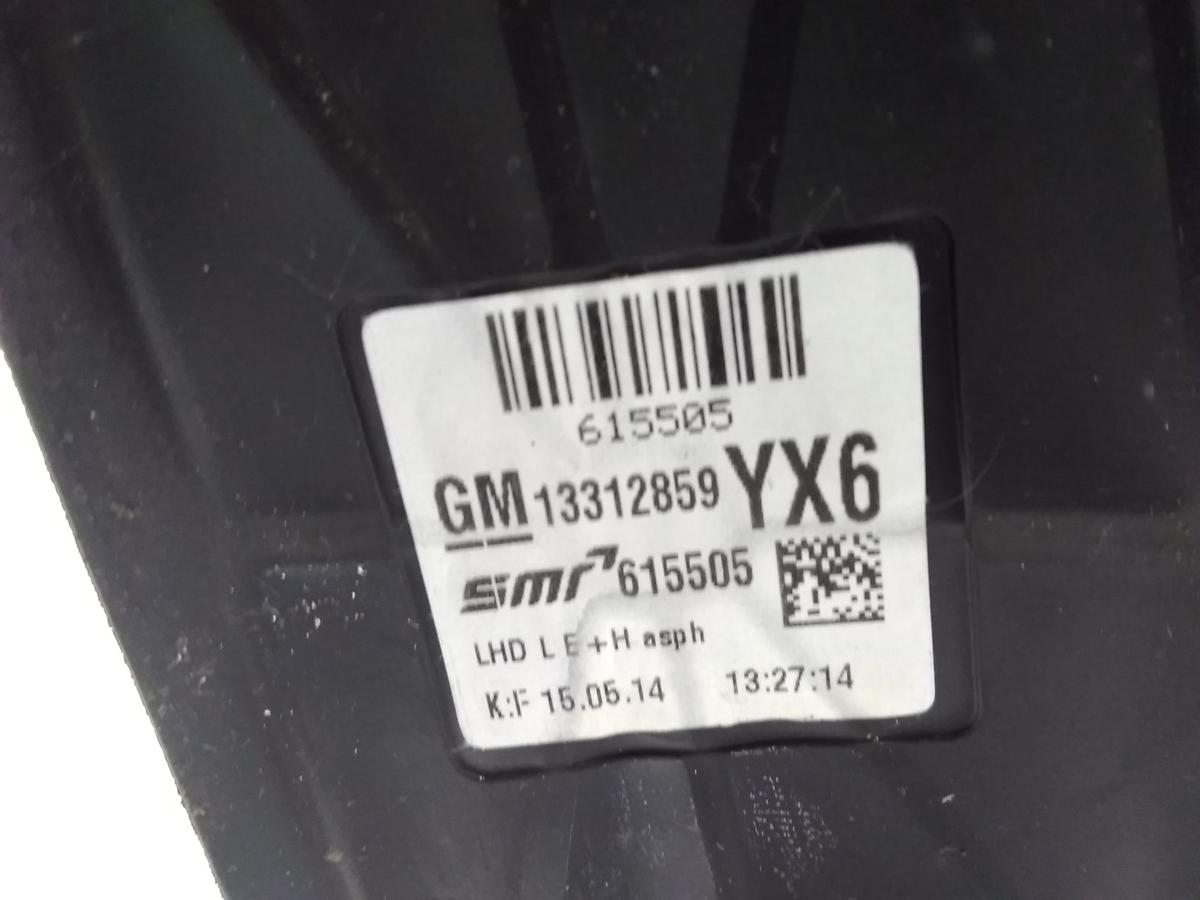 615505
GM 13312859 YX6
smr 615505
LHD L E+H asph
K:F 15.05.14 13:27:14